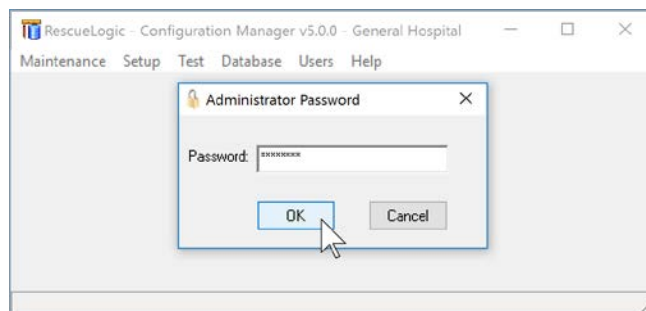 RescueLogic - Configuration Manager v5.0.0 - General Hospital
Maintenance Setup Test Database Users Help
Administrator Password
Password: ********
OK Cancel